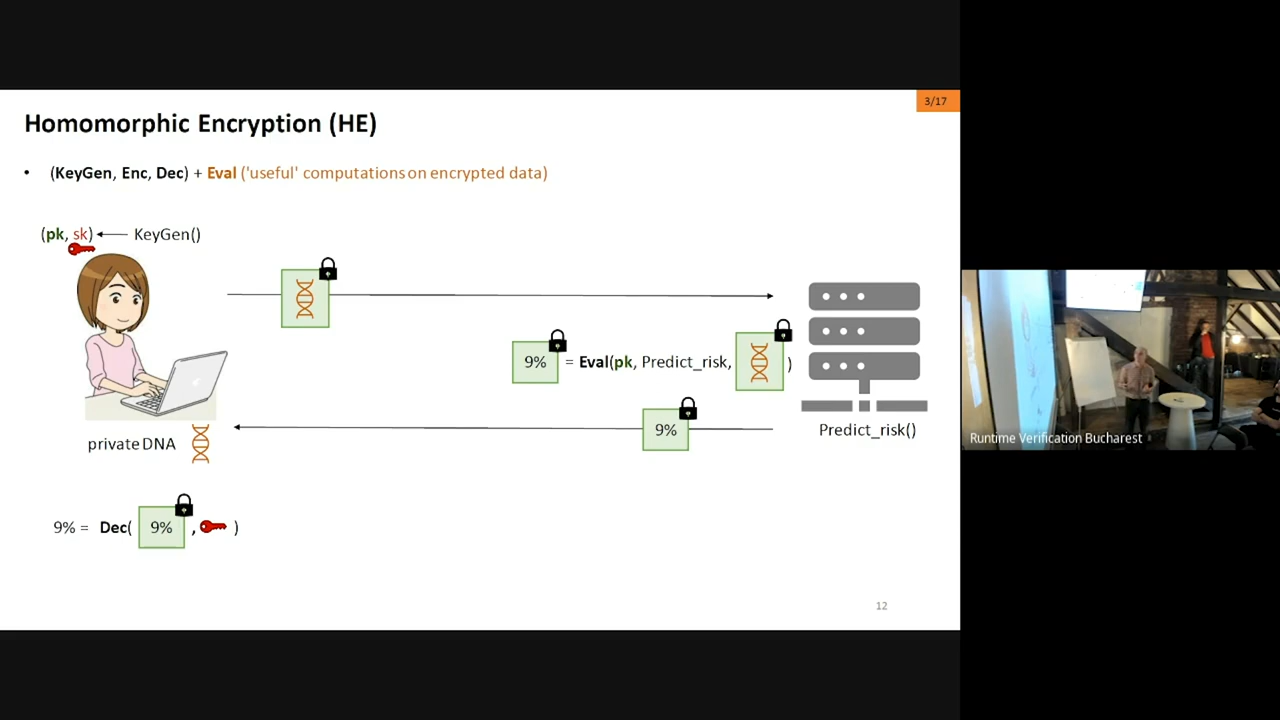 3/17
Homomorphic Encryption (HE)
• (KeyGen, Enc, Dec) + Eval ('useful' computations on encrypted data)
(pk, sk) ← KeyGen()
9% = Eval(pk, Predict_risk, )
9%
Predict_risk()
private DNA
9% = Dec( 9% , )
12
Runtime Verification Bucharest